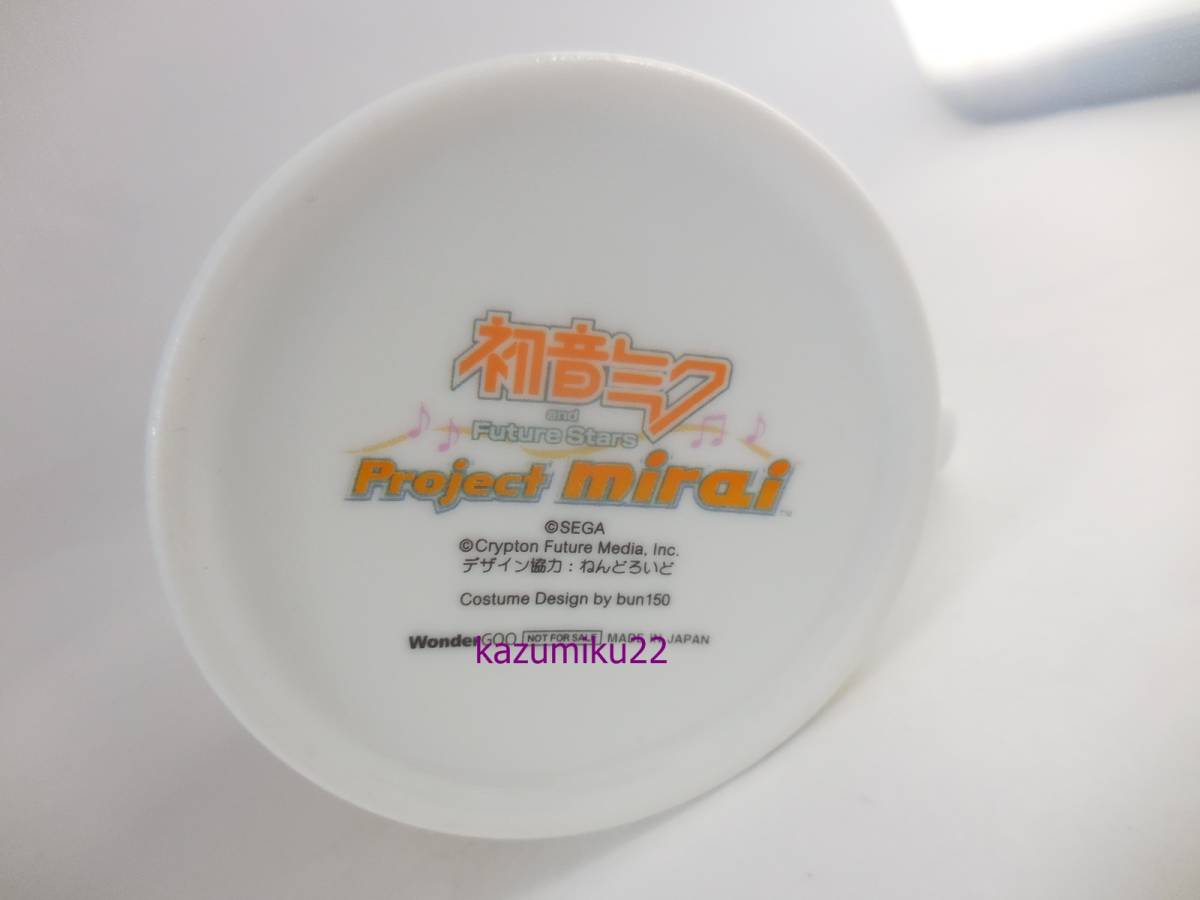 初音ミク
and
Future Stars
Project mirai™
©SEGA
©Crypton Future Media, Inc.
デザイン協力：ねんどろいど
Costume Design by bun150
WonderGOO NOT FOR SALE MADE IN JAPAN
kazumiku22